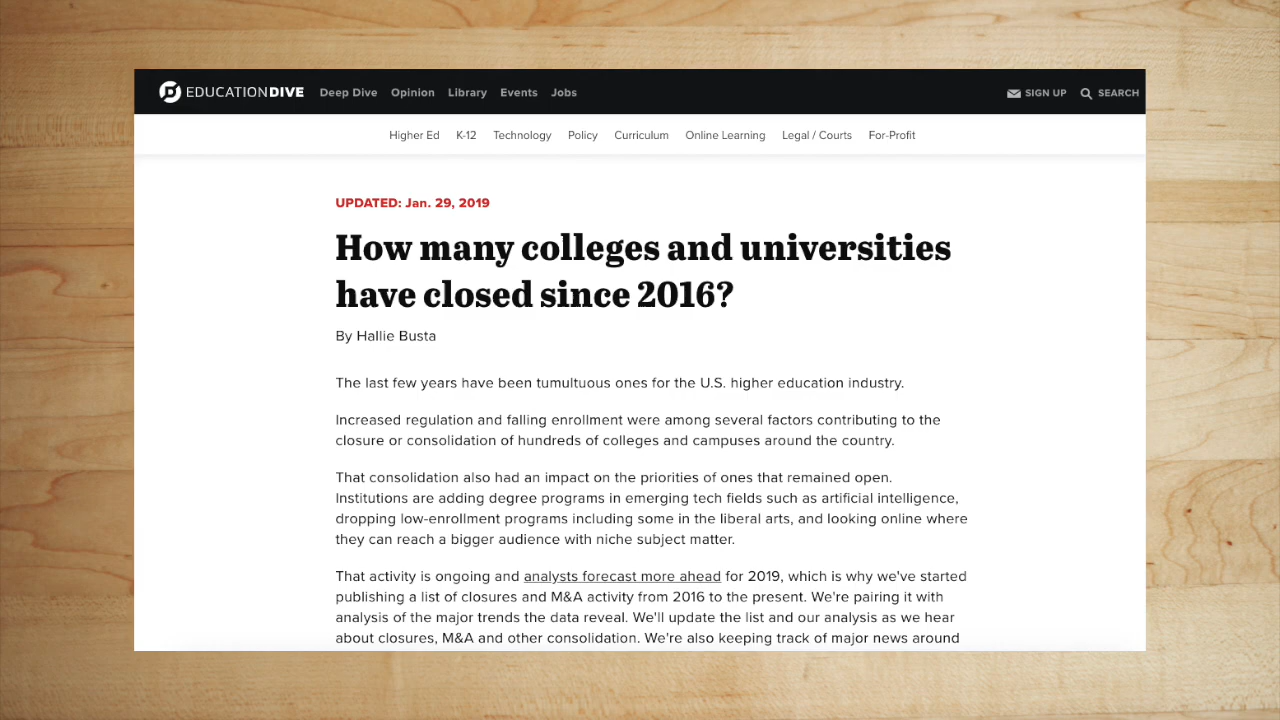 EDUCATIONDIVE Deep Dive Opinion Library Events Jobs SIGN UP SEARCH
Higher Ed K-12 Technology Policy Curriculum Online Learning Legal / Courts For-Profit
UPDATED: Jan. 29, 2019
How many colleges and universities
have closed since 2016?
By Hallie Busta
The last few years have been tumultuous ones for the U.S. higher education industry.
Increased regulation and falling enrollment were among several factors contributing to the
closure or consolidation of hundreds of colleges and campuses around the country.
That consolidation also had an impact on the priorities of ones that remained open.
Institutions are adding degree programs in emerging tech fields such as artificial intelligence,
dropping low-enrollment programs including some in the liberal arts, and looking online where
they can reach a bigger audience with niche subject matter.
That activity is ongoing and analysts forecast more ahead for 2019, which is why we've started
publishing a list of closures and M&A activity from 2016 to the present. We're pairing it with
analysis of the major trends the data reveal. We'll update the list and our analysis as we hear
about closures, M&A and other consolidation. We're also keeping track of major news around